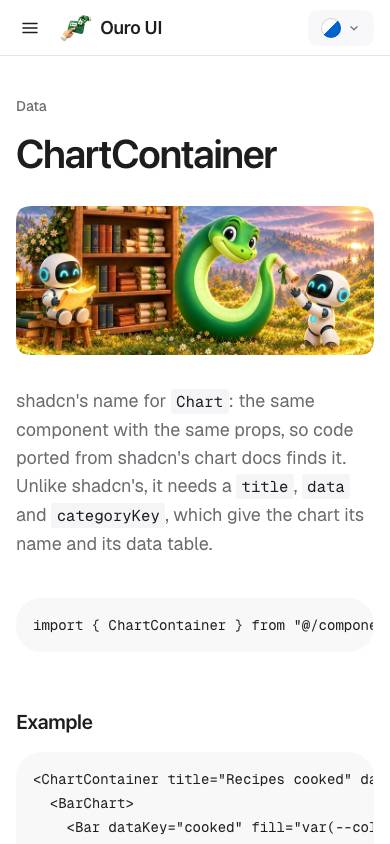 Ouro UI
Data
ChartContainer
shadcn's name for Chart: the same
component with the same props, so code
ported from shadcn's chart docs finds it.
Unlike shadcn's, it needs a title, data
and categoryKey, which give the chart its
name and its data table.
import { ChartContainer } from "@/compone
Example
<ChartContainer title="Recipes cooked" da
<BarChart>
<Bar dataKey="cooked" fill="var(--col